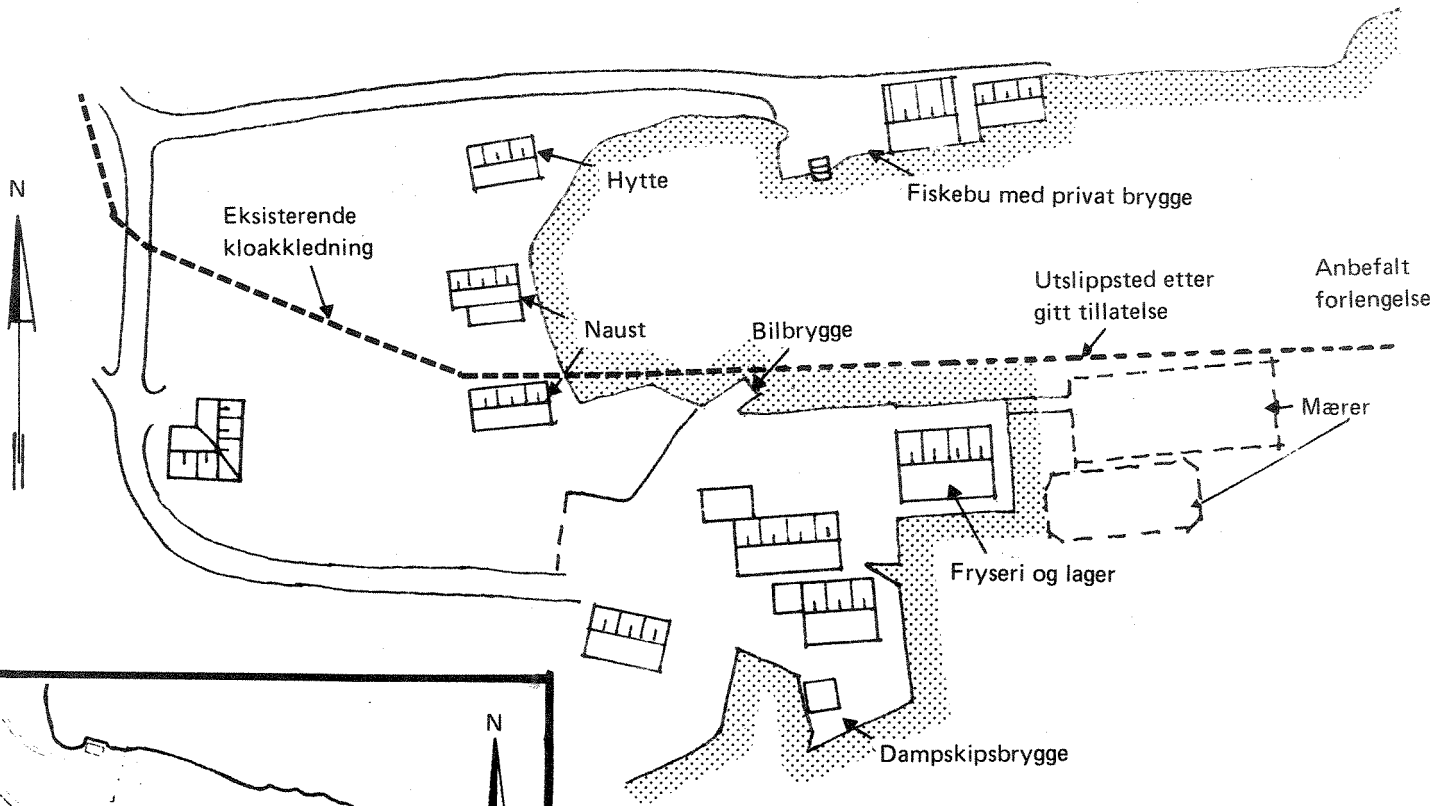 N
Hytte
Fiskebu med privat brygge
Eksisterende
kloakkledning
Utslippsted etter
gitt tillatelse
Anbefalt
forlengelse
Naust
Bilbrygge
Mærer
Fryseri og lager
Dampskipsbrygge
N